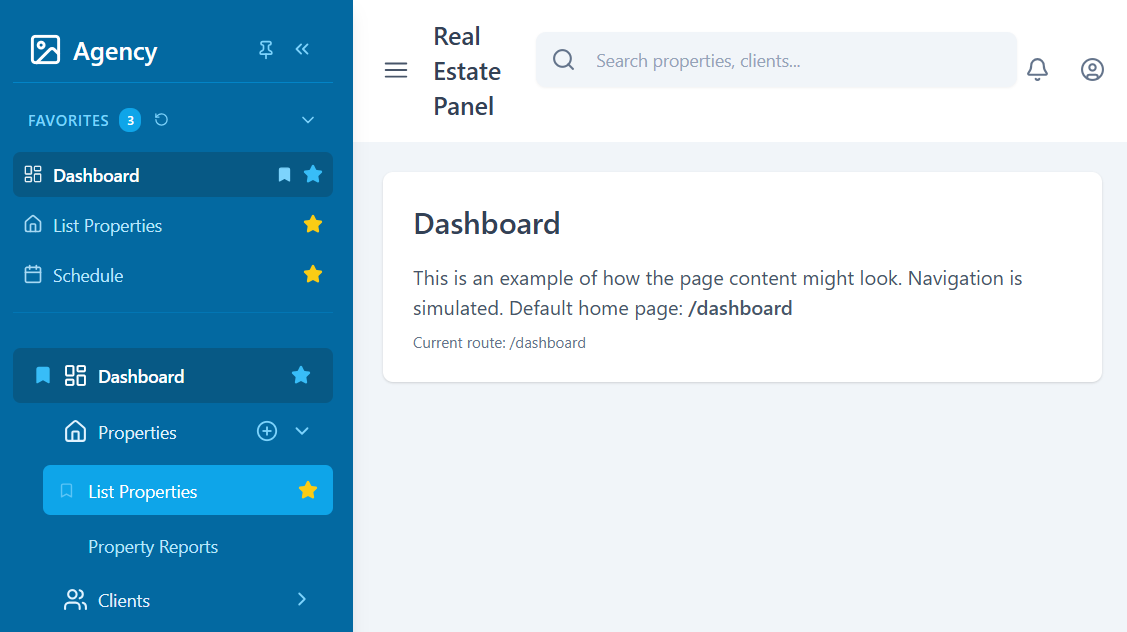 Agency
FAVORITES 3
Dashboard
List Properties
Schedule
Dashboard
Properties
List Properties
Property Reports
Clients
Real
Estate
Panel
Search properties, clients...
Dashboard
This is an example of how the page content might look. Navigation is
simulated. Default home page: /dashboard
Current route: /dashboard